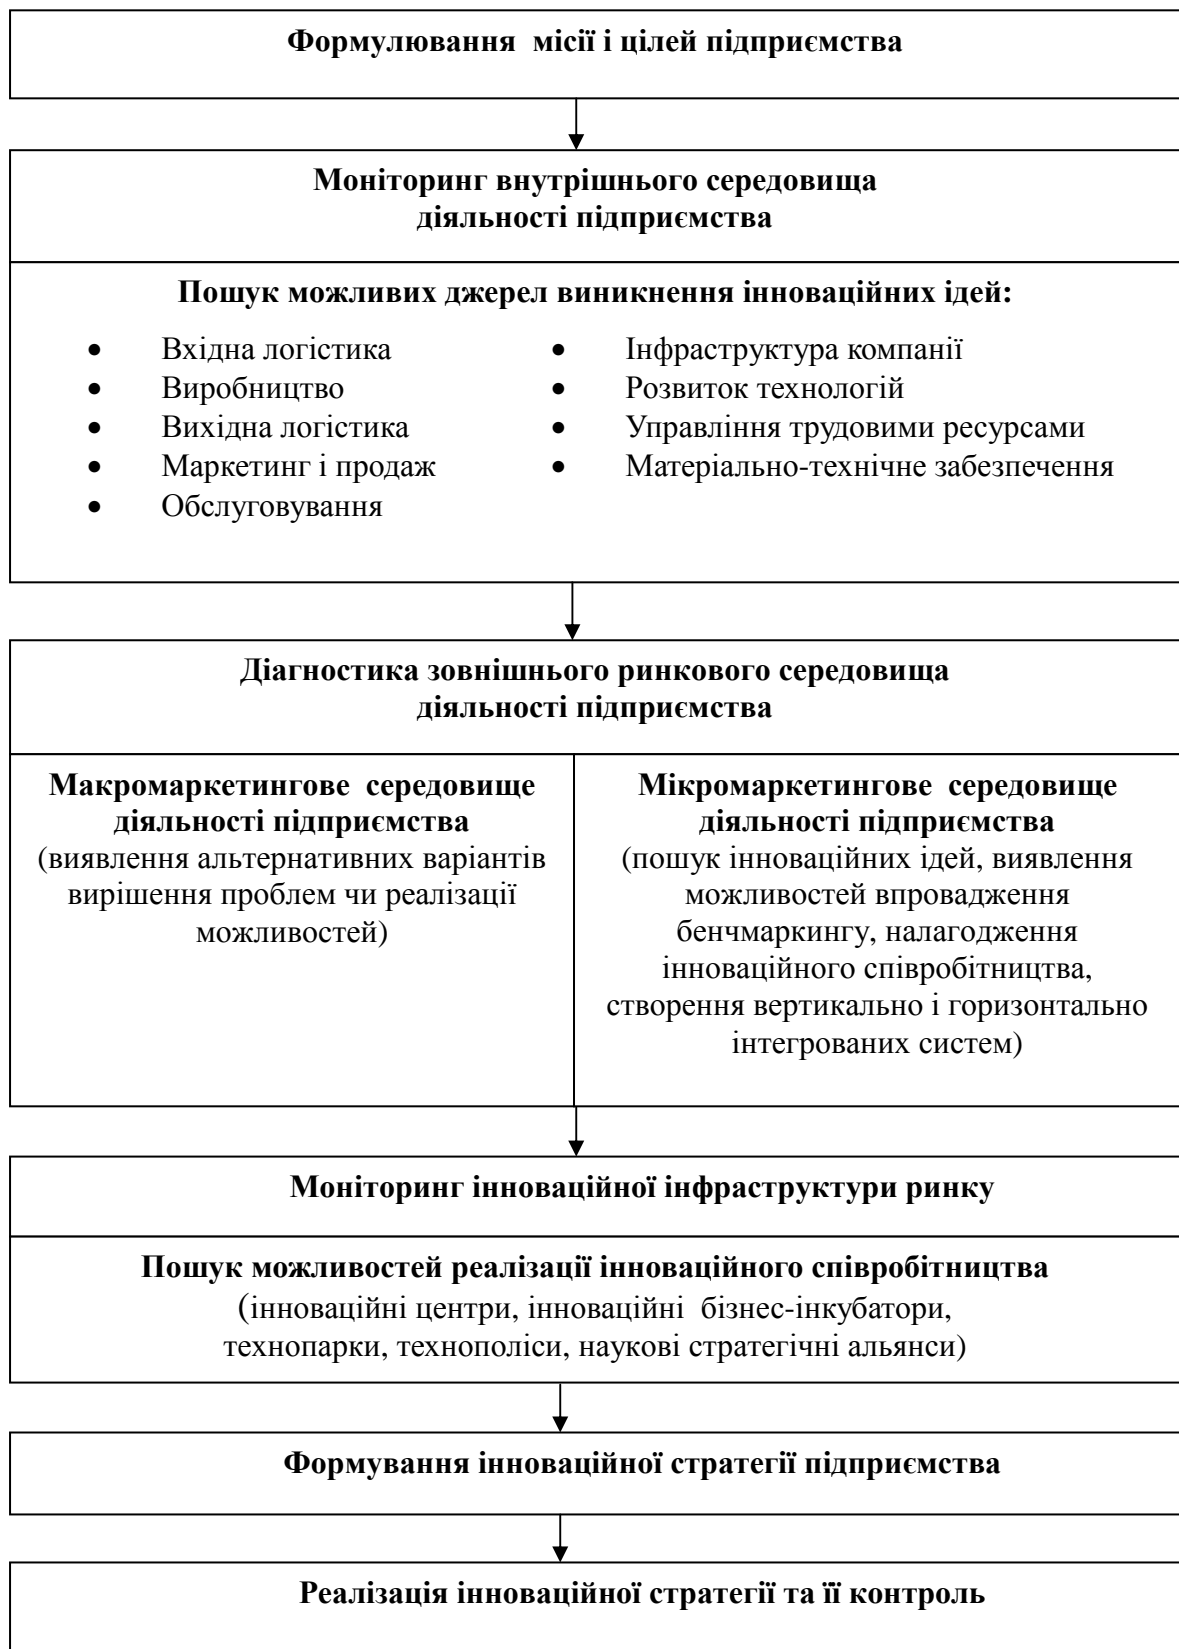 Формулювання місії і цілей підприємства
Моніторинг внутрішнього середовища
діяльності підприємства
Пошук можливих джерел виникнення інноваційних ідей:
• Вхідна логістика
• Виробництво
• Вихідна логістика
• Маркетинг і продаж
• Обслуговування
• Інфраструктура компанії
• Розвиток технологій
• Управління трудовими ресурсами
• Матеріально-технічне забезпечення
Діагностика зовнішнього ринкового середовища
діяльності підприємства
Макромаркетингове середовище
діяльності підприємства
(виявлення альтернативних варіантів
вирішення проблем чи реалізації
можливостей)
Мікромаркетингове середовище
діяльності підприємства
(пошук інноваційних ідей, виявлення
можливостей впровадження
бенчмаркингу, налагодження
інноваційного співробітництва,
створення вертикально і горизонтально
інтегрованих систем)
Моніторинг інноваційної інфраструктури ринку
Пошук можливостей реалізації інноваційного співробітництва
(інноваційні центри, інноваційні бізнес-інкубатори,
технопарки, технополіси, наукові стратегічні альянси)
Формування інноваційної стратегії підприємства
Реалізація інноваційної стратегії та її контроль